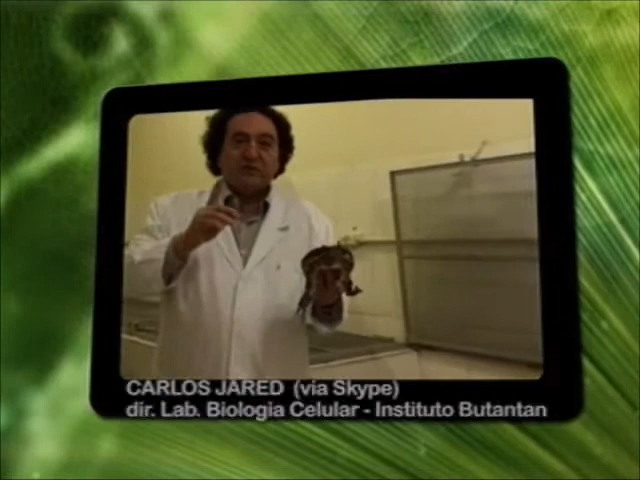 CARLOS JARED (via Skype)
dir. Lab. Biologia Celular - Instituto Butantan